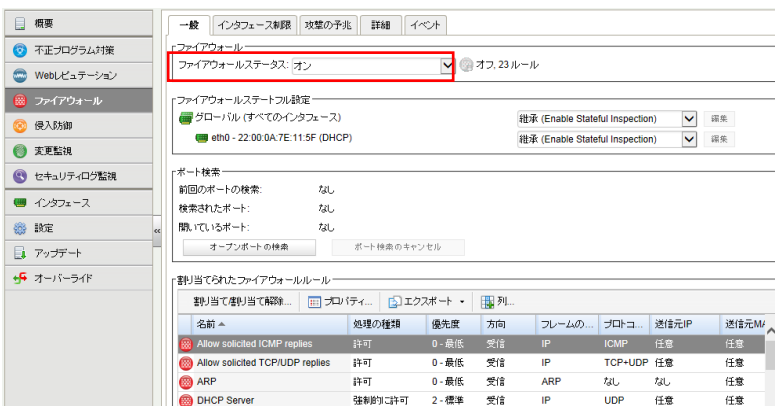 概要
不正プログラム対策
Webレピュテーション
ファイアウォール
侵入防御
変更監視
セキュリティログ監視
インタフェース
設定
アップデート
オーバーライド
«
一般 インタフェース制限 攻撃の予兆 詳細 イベント
ファイアウォール
ファイアウォールステータス: オン オフ, 23 ルール
ファイアウォールステートフル設定
グローバル (すべてのインタフェース) 継承 (Enable Stateful Inspection) 編集
eth0 - 22:00:0A:7E:11:5F (DHCP) 継承 (Enable Stateful Inspection) 編集
ポート検索
前回のポートの検索: なし
検索されたポート: なし
開いているポート: なし
オープンポートの検索 ポート検索のキャンセル
割り当てられたファイアウォールルール
割り当て/割り当て解除... プロパティ... エクスポート 列...
名前 処理の種類 優先度 方向 フレームの... プロトコ... 送信元IP 送信元MA
Allow solicited ICMP replies 許可 0 - 最低 受信 IP ICMP 任意 任意
Allow solicited TCP/UDP replies 許可 0 - 最低 受信 IP TCP+UDP 任意 任意
ARP 許可 0 - 最低 受信 ARP なし なし 任意
DHCP Server 強制的に許可 2 - 標準 受信 IP UDP 任意 任意